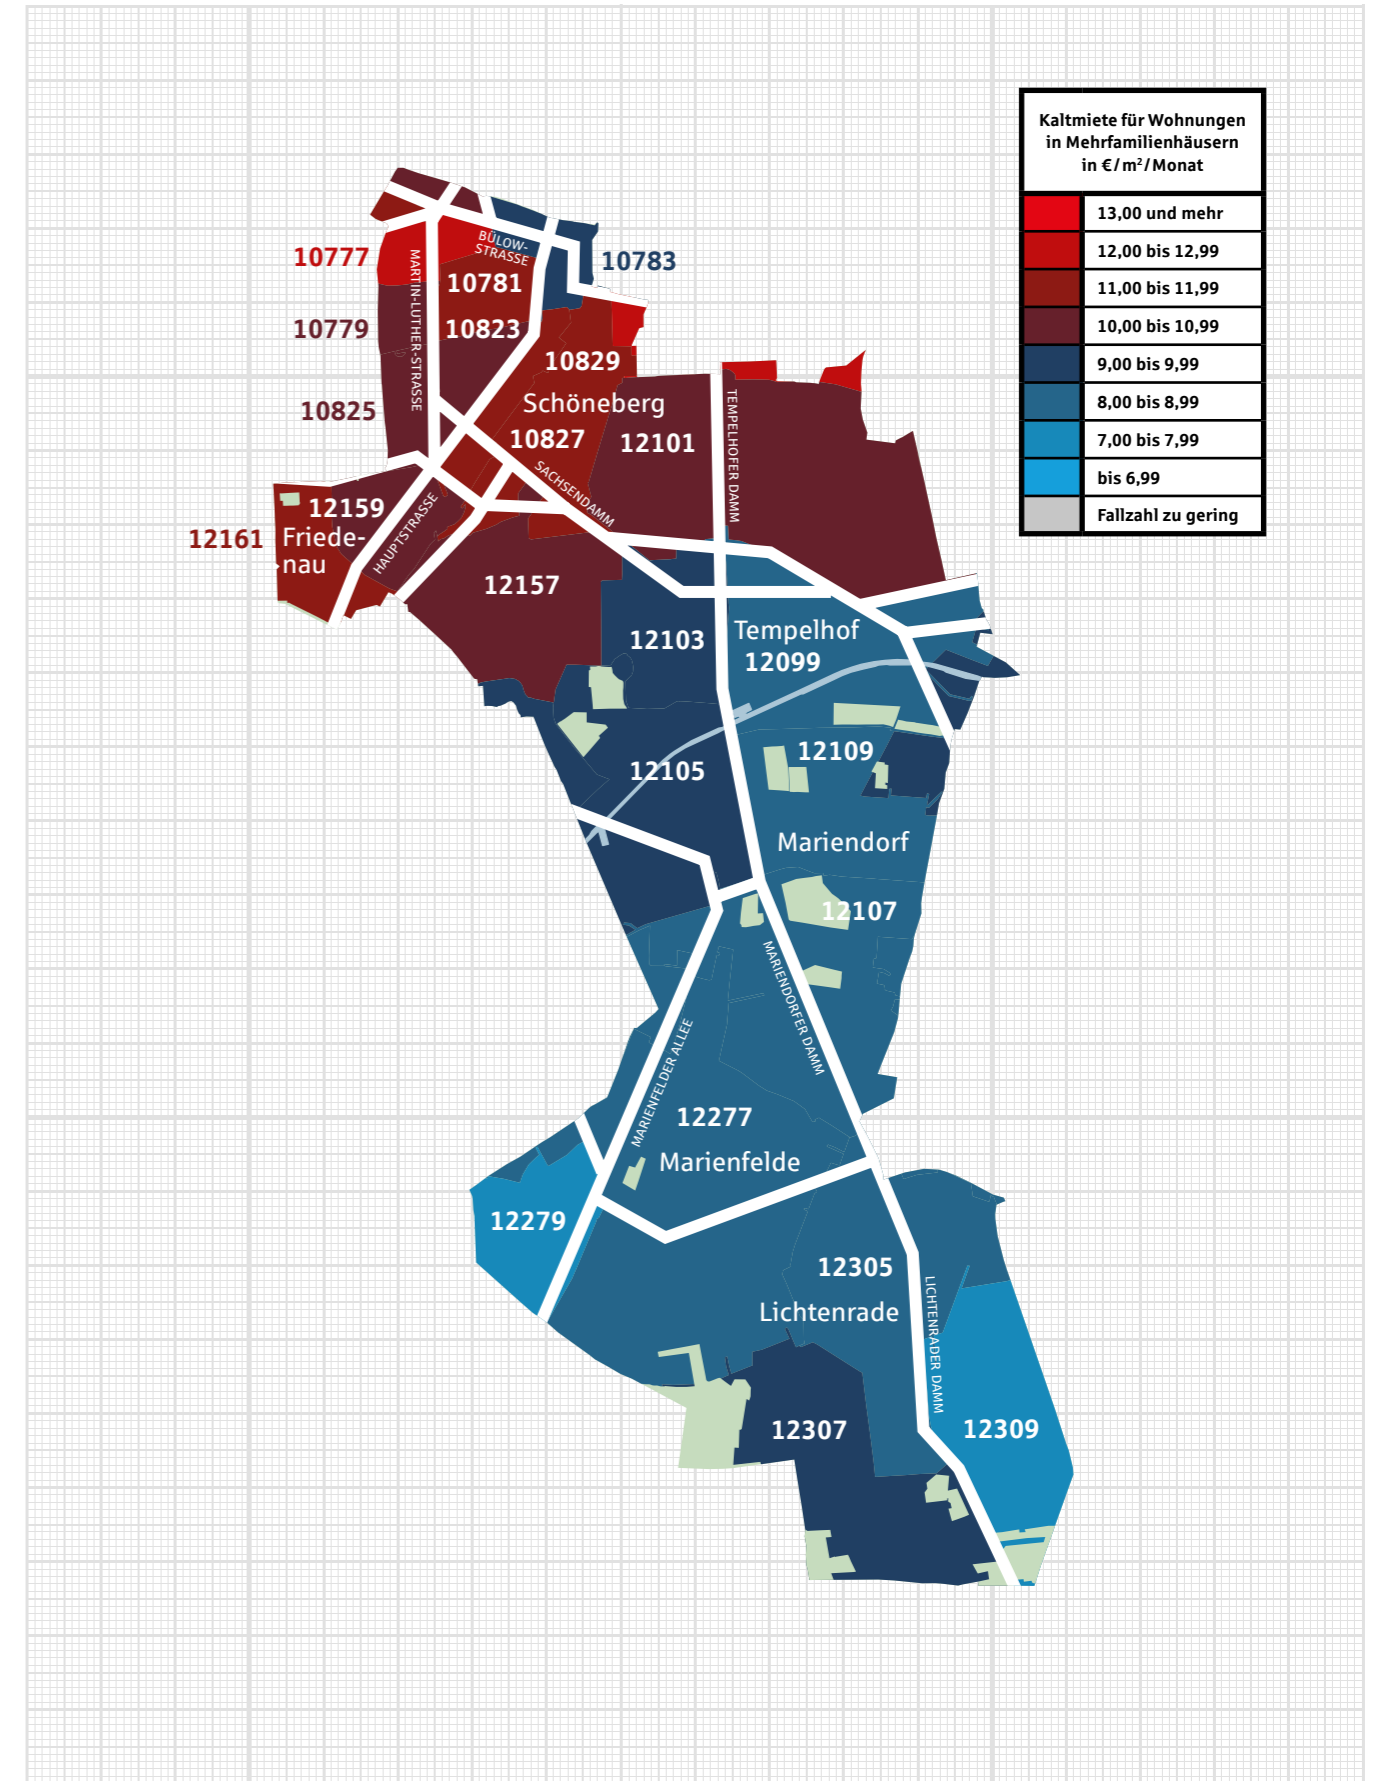 Kaltmiete für Wohnungen
in Mehrfamilienhäusern
in €/m²/Monat
13,00 und mehr
12,00 bis 12,99
11,00 bis 11,99
10,00 bis 10,99
9,00 bis 9,99
8,00 bis 8,99
7,00 bis 7,99
bis 6,99
Fallzahl zu gering
BÜLOW-
STRASSE
10777
10783
MARTIN-LUTHER-STRASSE
10781
10779
10823
10829
10825
Schöneberg
10827
12101
TEMPELHOFER DAMM
SACHSENDAMM
12159
12161
Friede-
nau
HAUPTSTRASSE
12157
12103
Tempelhof
12099
12109
12105
Mariendorf
12107
MARIENDORFER DAMM
MARIENFELDER ALLEE
12277
Marienfelde
12279
12305
Lichtenrade
LICHTENRADER DAMM
12307
12309